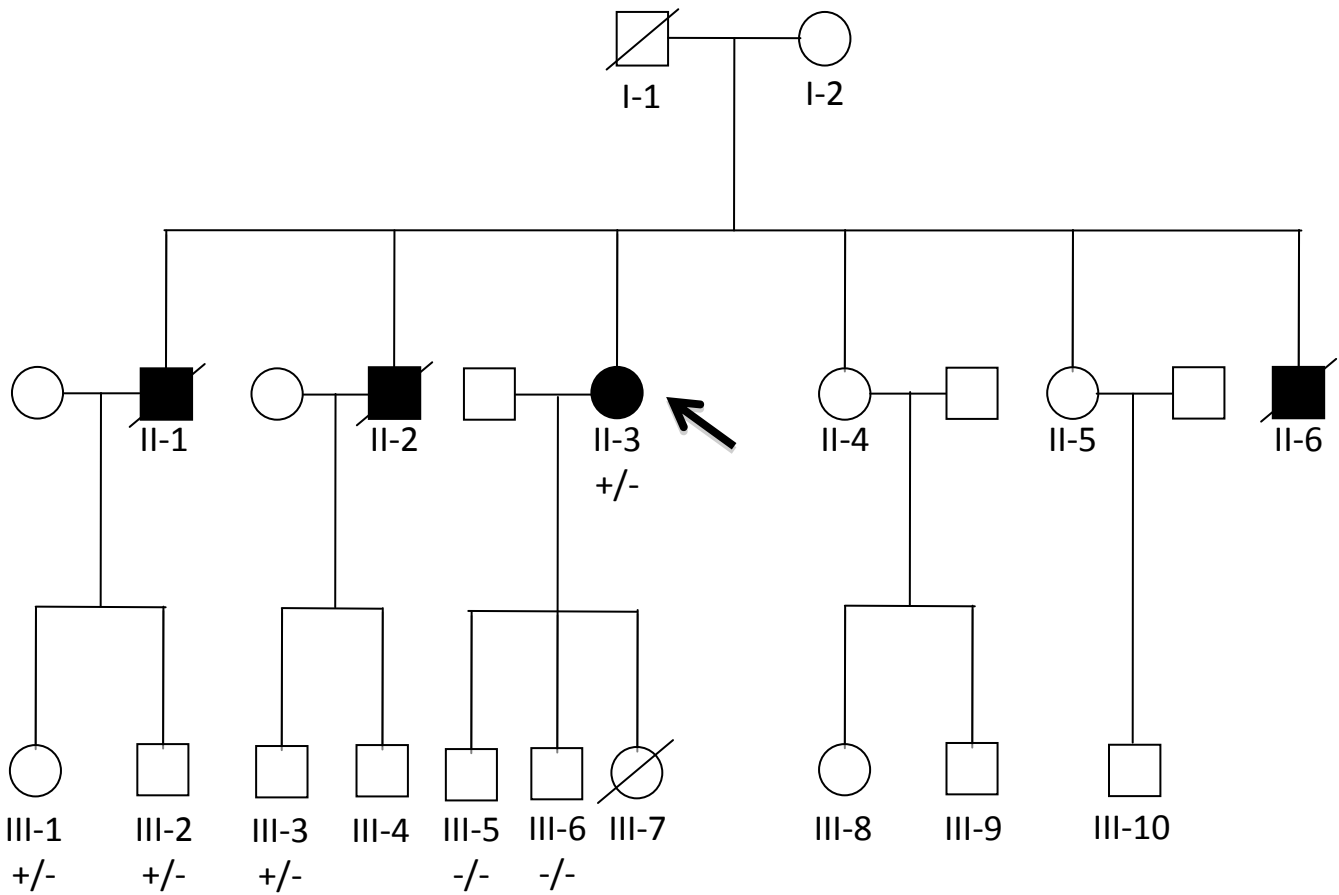 I-1 I-2
II-1 II-2 II-3 II-4 II-5 II-6
+/-
III-1 III-2 III-3 III-4 III-5 III-6 III-7 III-8 III-9 III-10
+/- +/- +/- -/- -/-